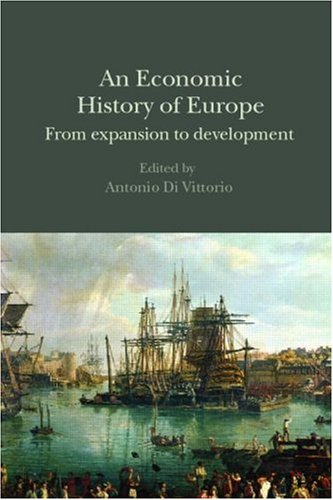 An Economic
History of Europe
From expansion to development
Edited by
Antonio Di Vittorio